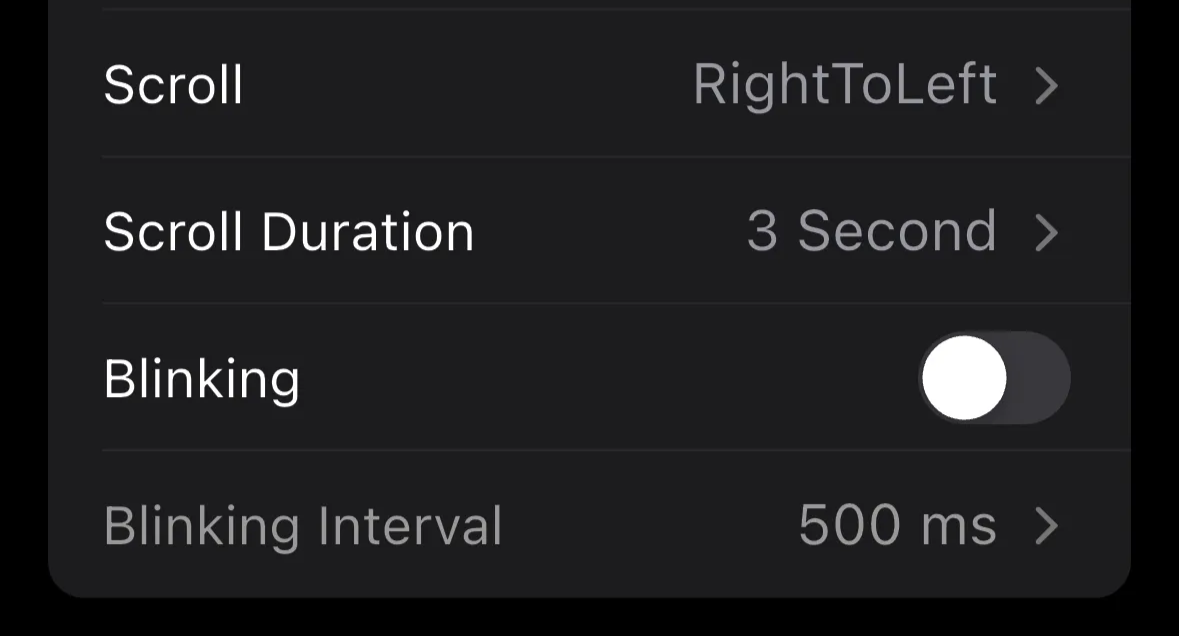 Scroll RightToLeft
Scroll Duration 3 Second
Blinking
Blinking Interval 500 ms